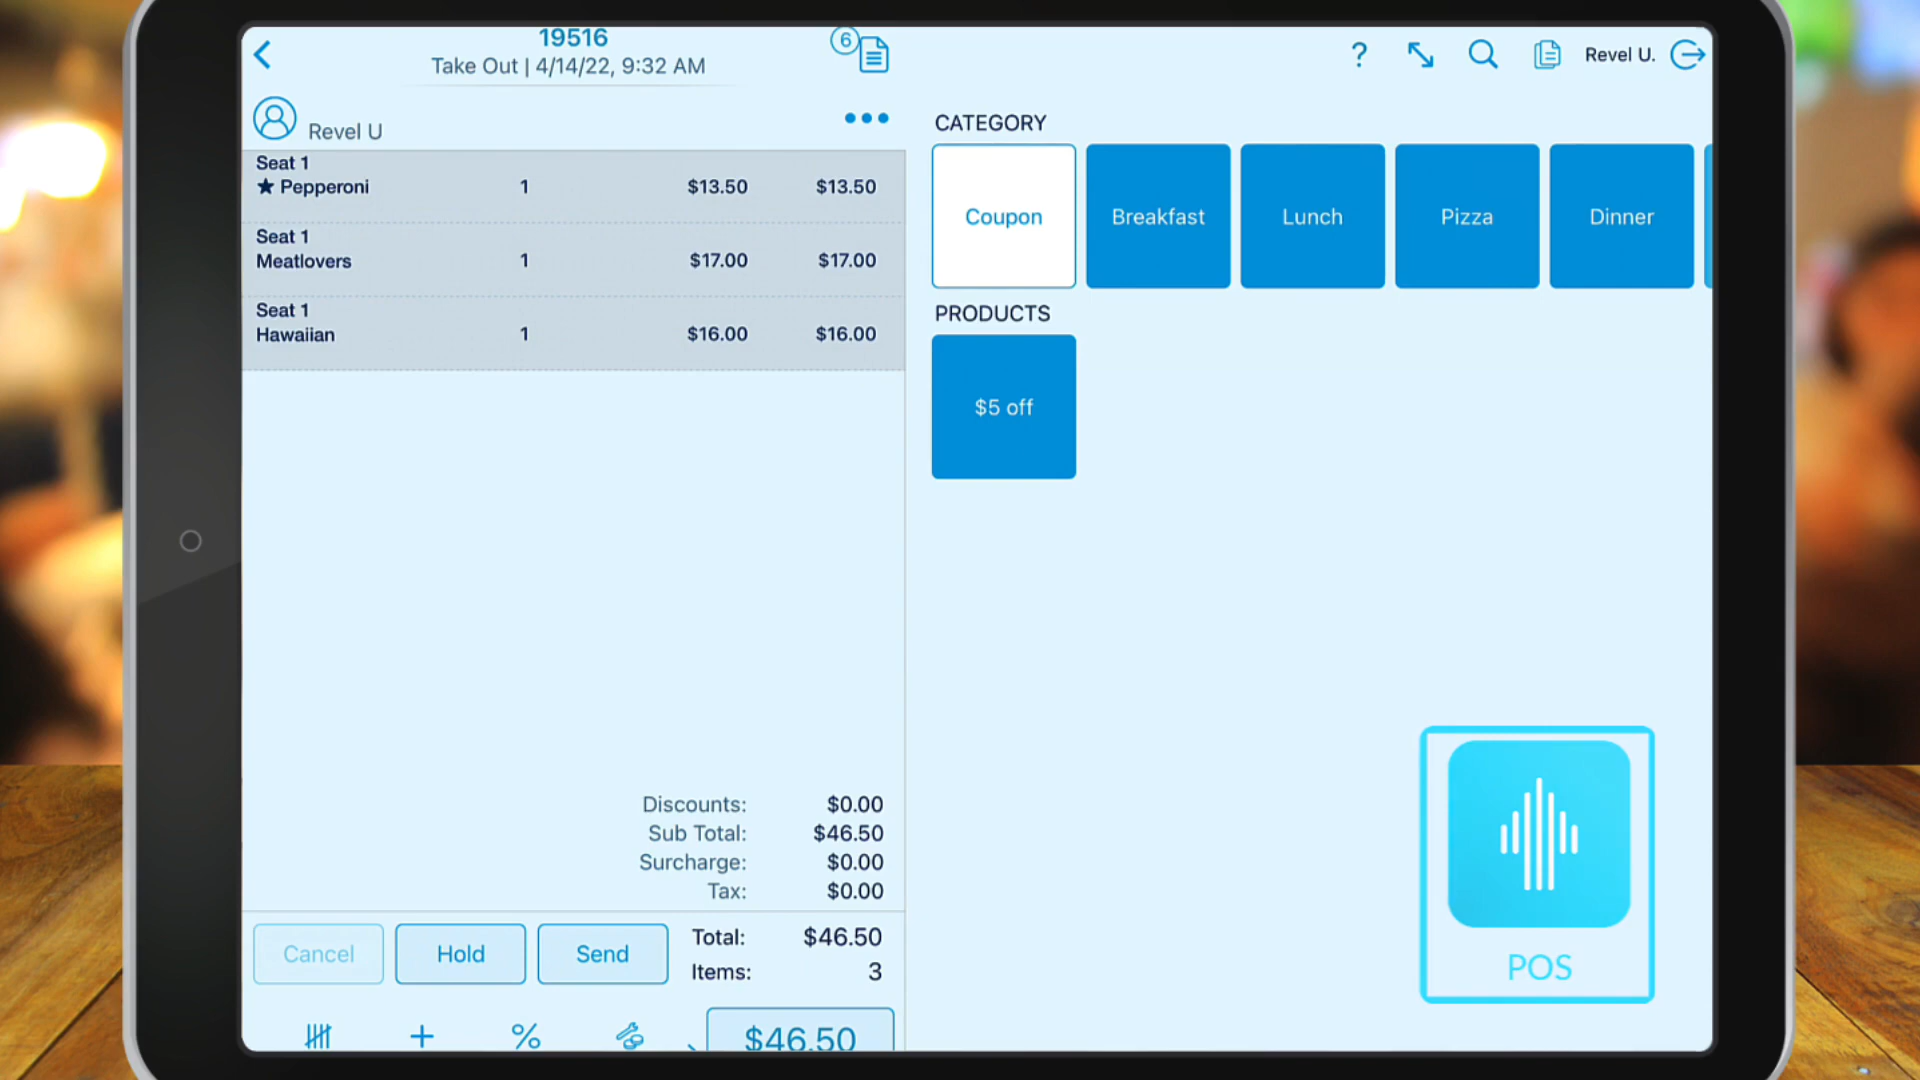 19516
Take Out | 4/14/22, 9:32 AM
6
? Revel U.
Revel U
Seat 1
★ Pepperoni 1 $13.50 $13.50
Seat 1
Meatlovers 1 $17.00 $17.00
Seat 1
Hawaiian 1 $16.00 $16.00
Discounts: $0.00
Sub Total: $46.50
Surcharge: $0.00
Tax: $0.00
Cancel Hold Send
Total: $46.50
Items: 3
+ % $46.50
CATEGORY
Coupon Breakfast Lunch Pizza Dinner
PRODUCTS
$5 off
POS